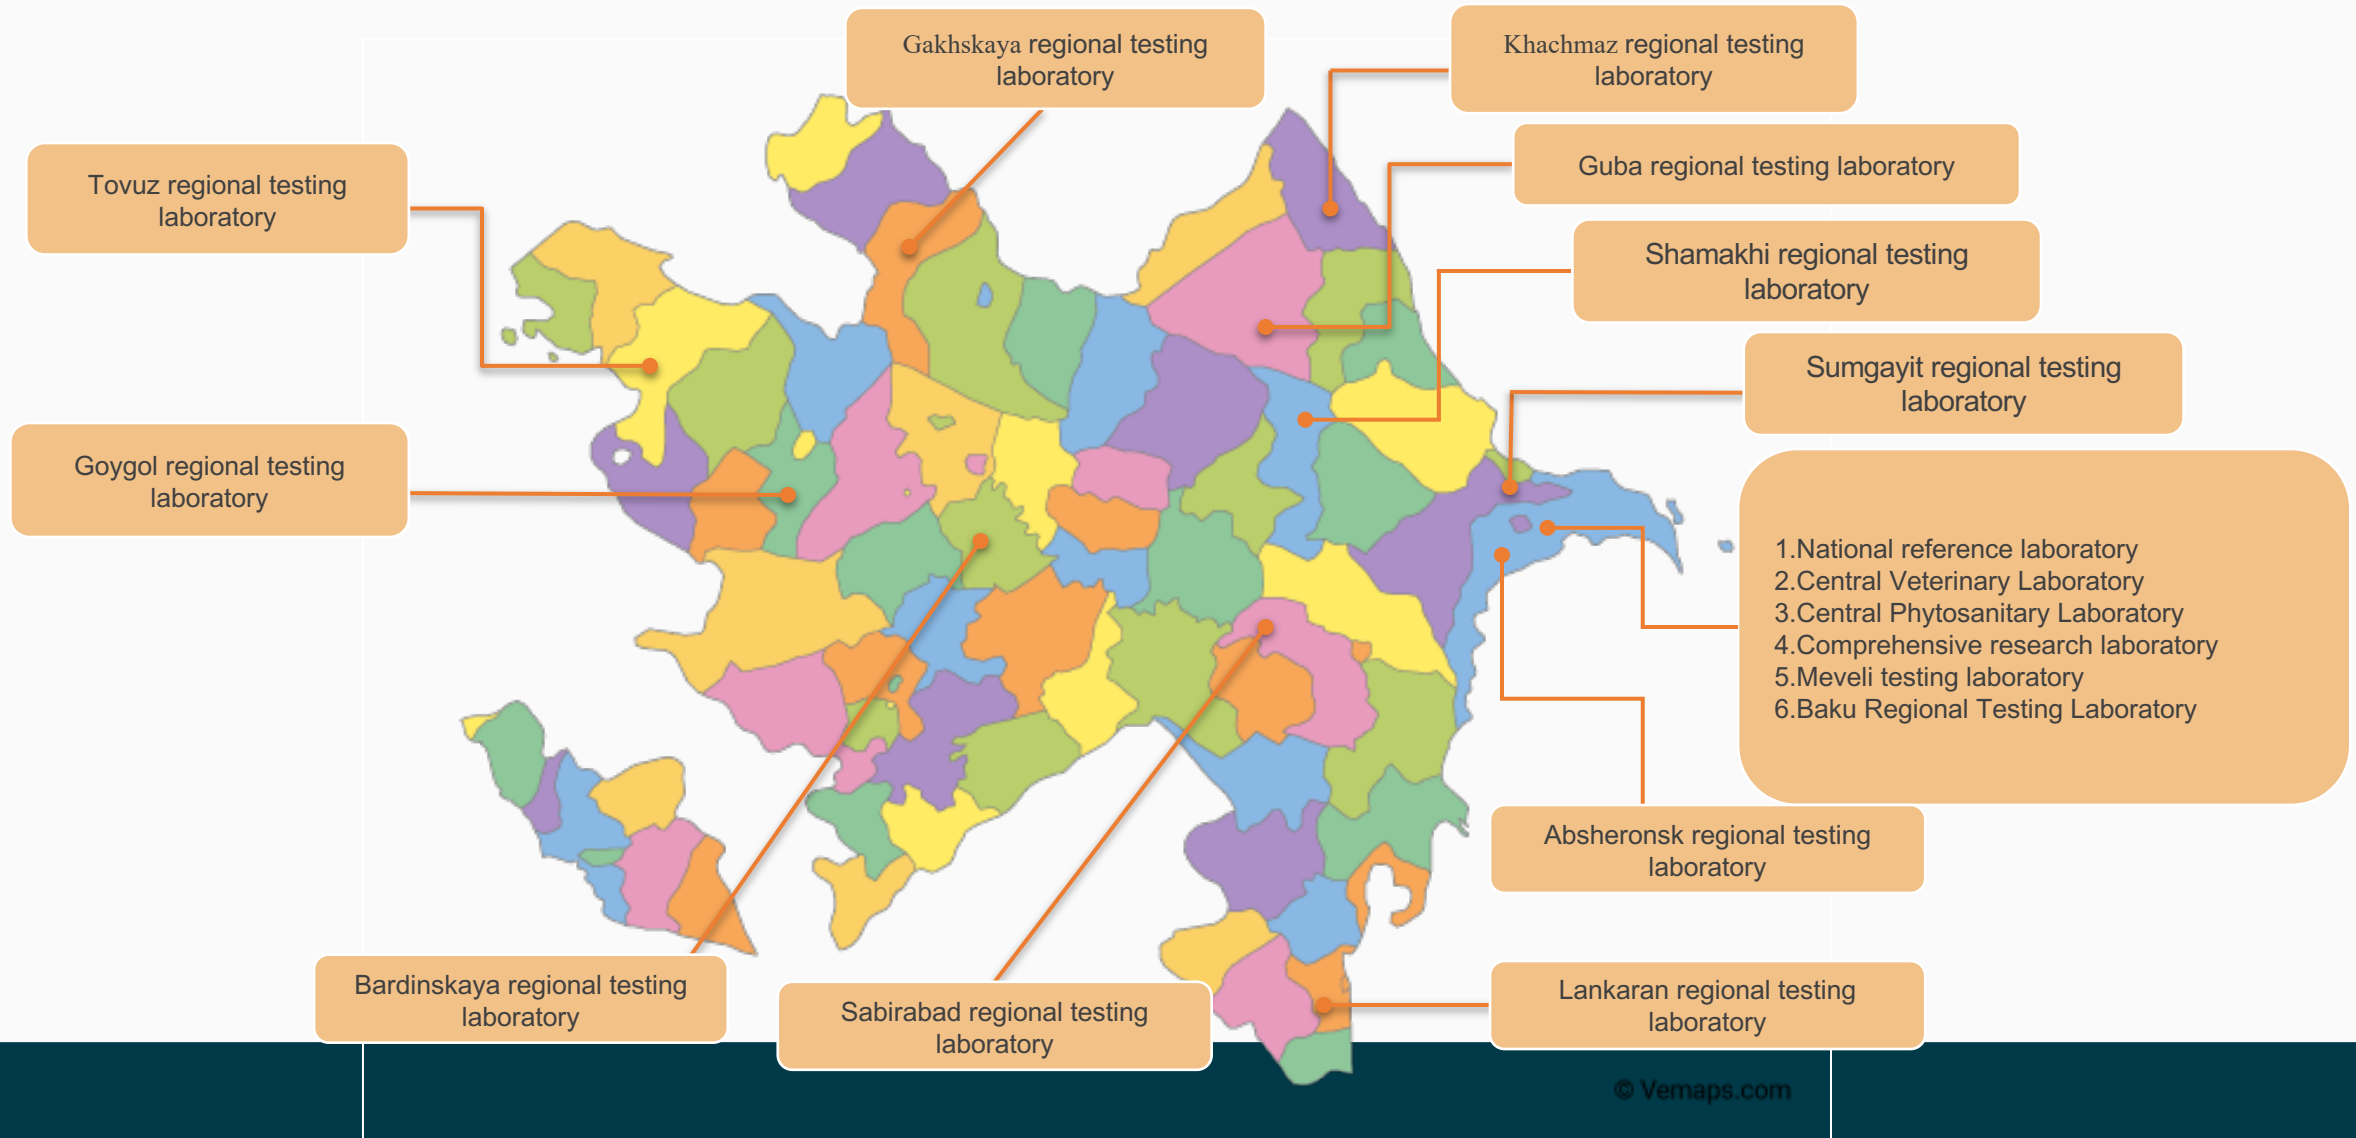 Gakhskaya regional testing
laboratory
Khachmaz regional testing
laboratory
Tovuz regional testing
laboratory
Guba regional testing laboratory
Shamakhi regional testing
laboratory
Sumgayit regional testing
laboratory
Goygol regional testing
laboratory
1.National reference laboratory
2.Central Veterinary Laboratory
3.Central Phytosanitary Laboratory
4.Comprehensive research laboratory
5.Meveli testing laboratory
6.Baku Regional Testing Laboratory
Absheronsk regional testing
laboratory
Bardinskaya regional testing
laboratory
Sabirabad regional testing
laboratory
Lankaran regional testing
laboratory
© Vemaps.com